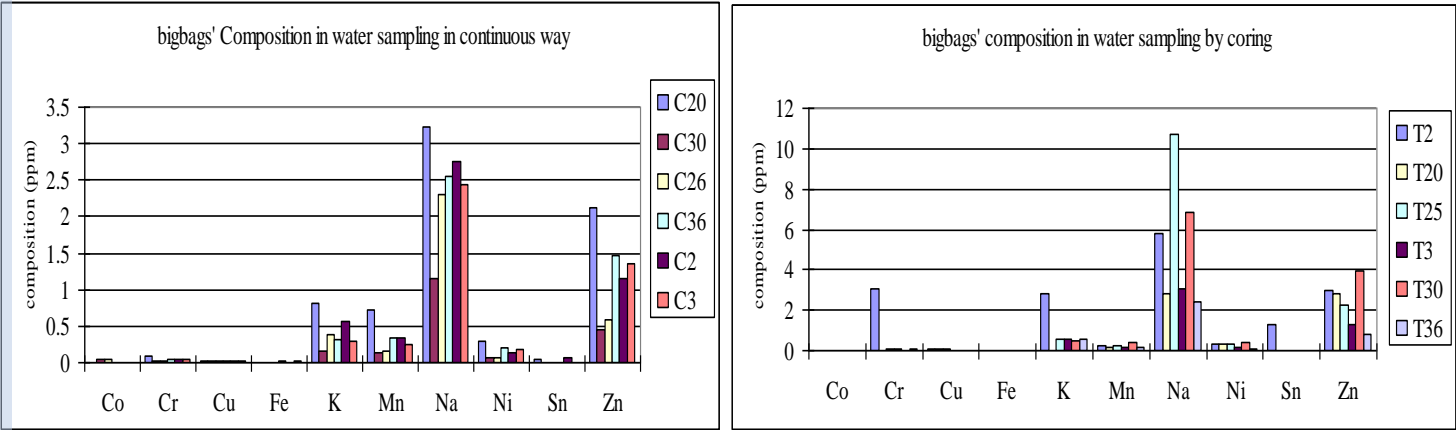 bigbags' Composition in water sampling in continuous way
3.5
3
2.5
2
1.5
1
0.5
0
composition (ppm)
Co Cr Cu Fe K Mn Na Ni Sn Zn
C20
C30
C26
C36
C2
C3
bigbags' composition in water sampling by coring
12
10
8
6
4
2
0
composition (ppm)
Co Cr Cu Fe K Mn Na Ni Sn Zn
T2
T20
T25
T3
T30
T36